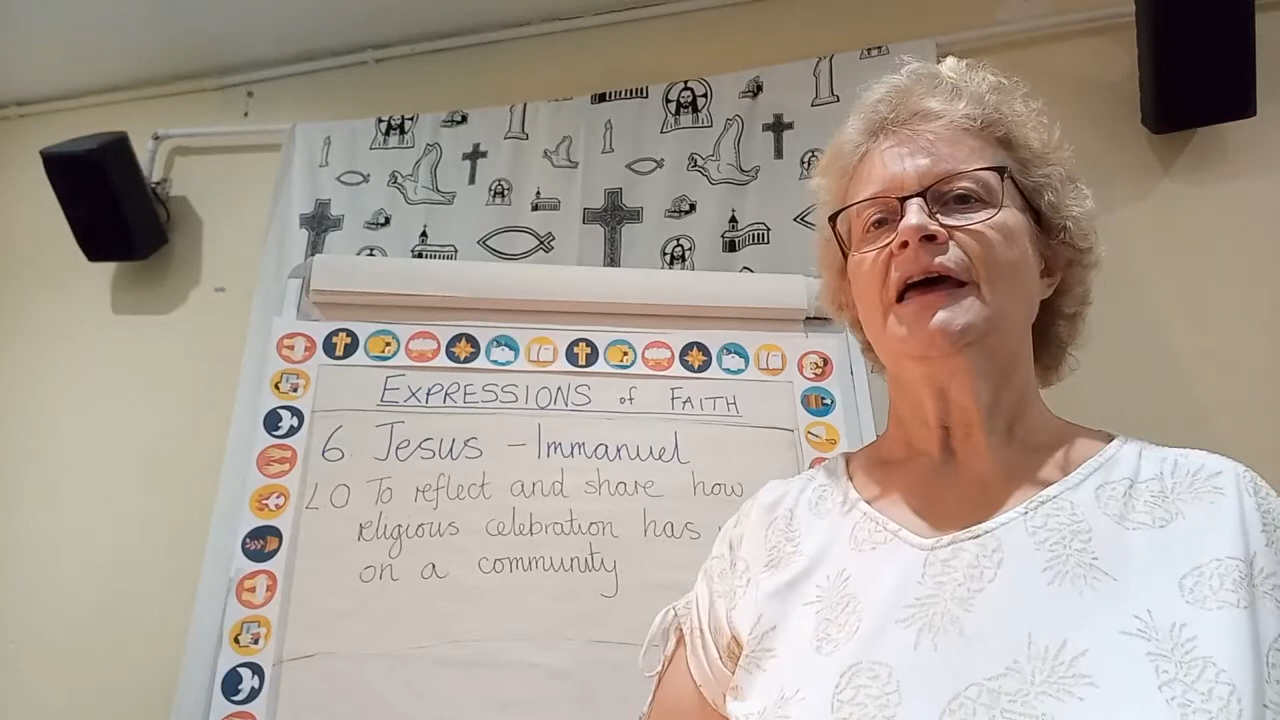 EXPRESSIONS of FAITH
6. Jesus – Immanuel
LO To reflect and share how
religious celebration has
on a community